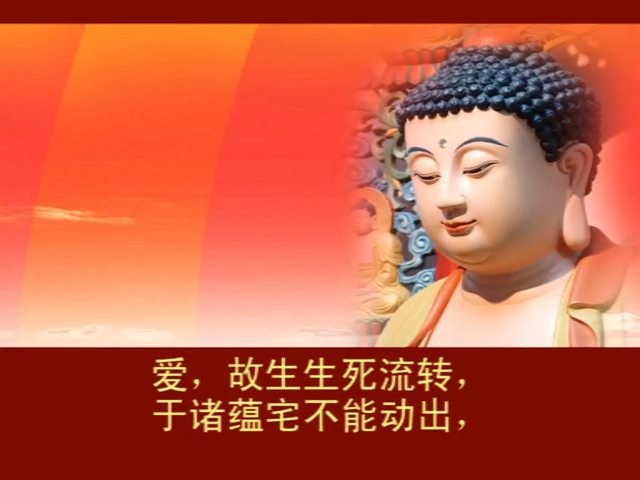 爱，故生生死流转，
于诸蕴宅不能动出，